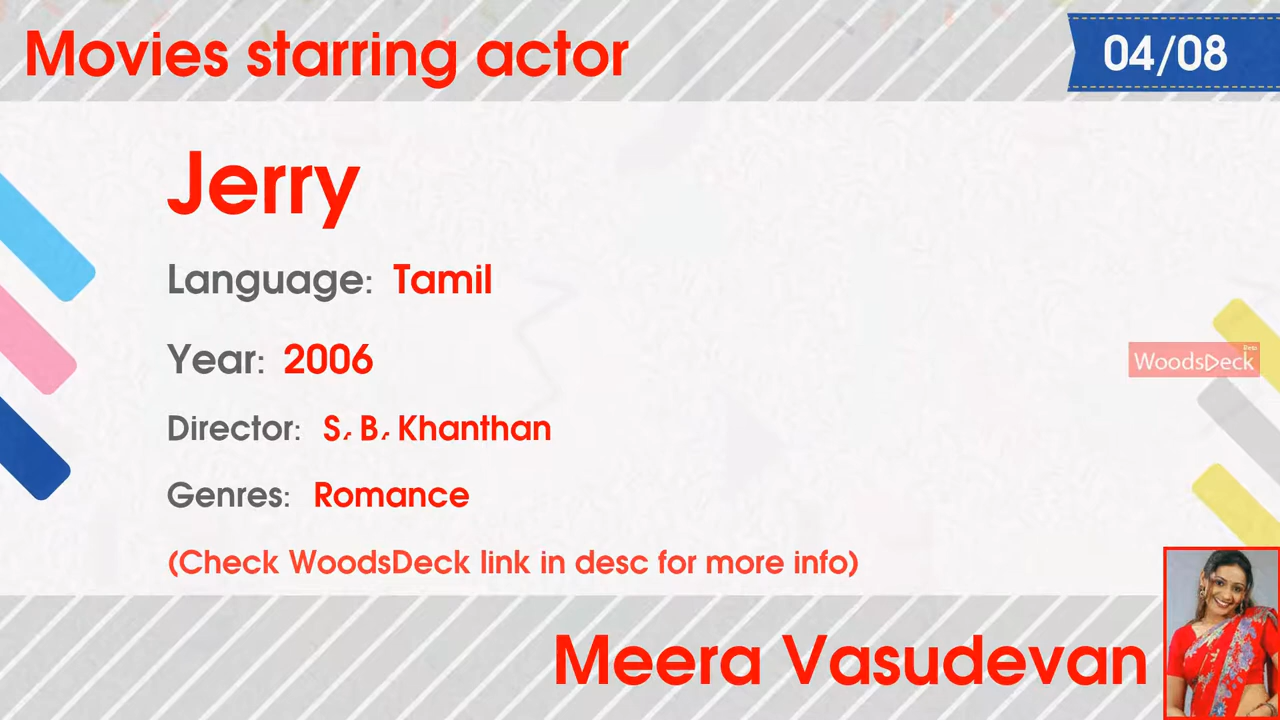 Movies starring actor
04/08
Jerry
Language: Tamil
Year: 2006
WoodsDeck
Director: S. B. Khanthan
Genres: Romance
(Check WoodsDeck link in desc for more info)
Meera Vasudevan